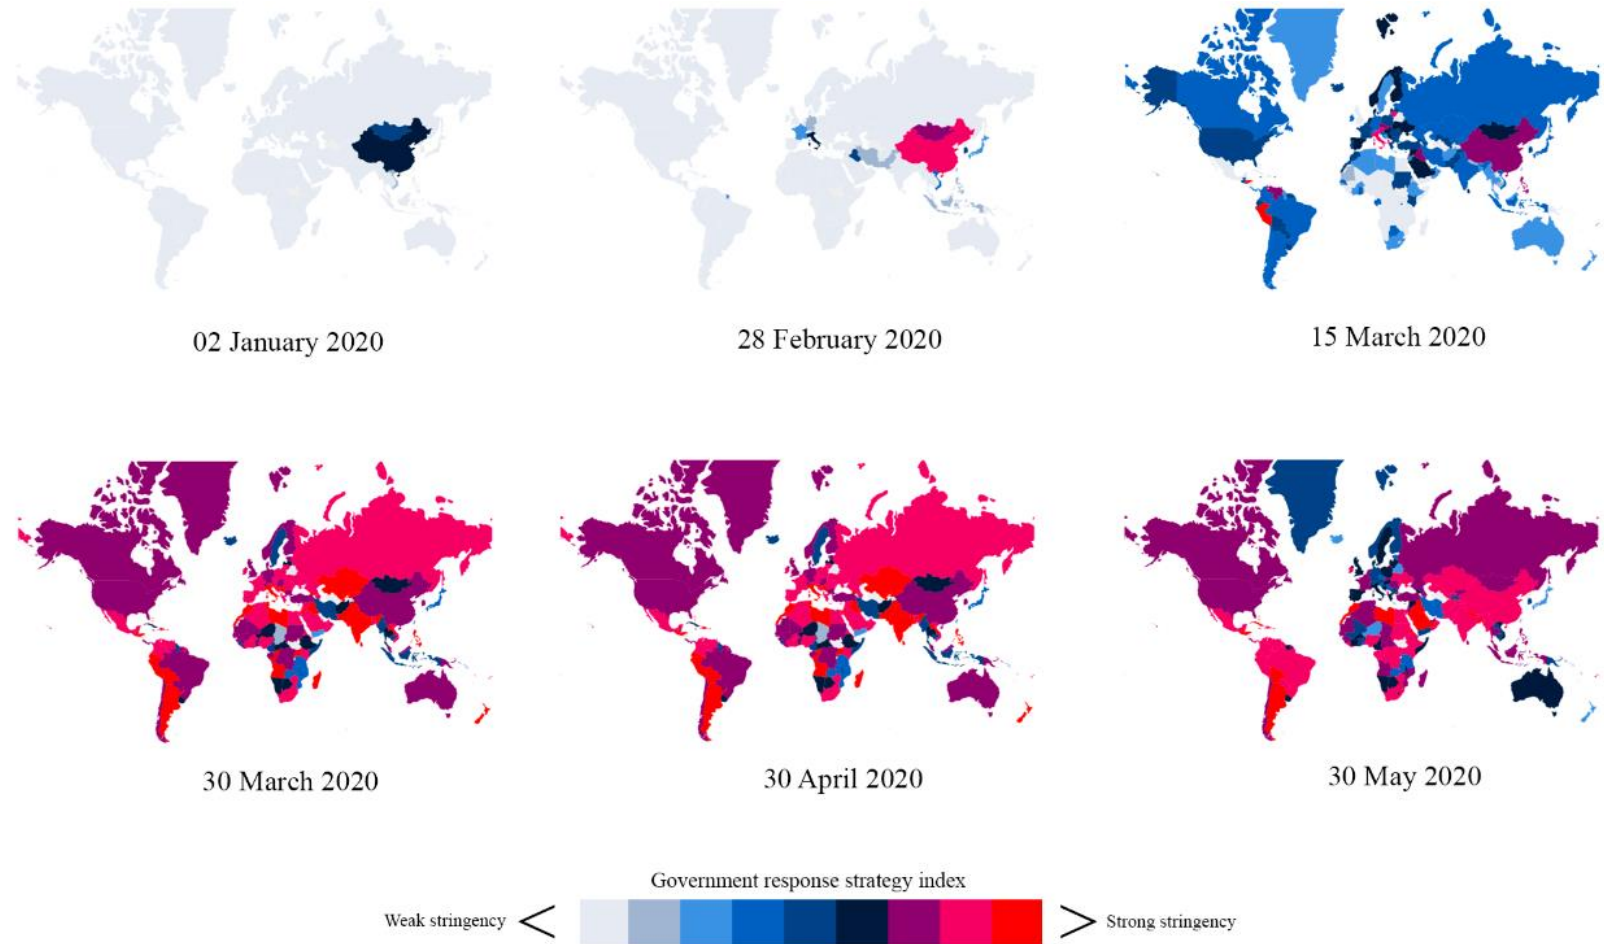 02 January 2020
28 February 2020
15 March 2020
30 March 2020
30 April 2020
30 May 2020
Government response strategy index
Weak stringency
Strong stringency